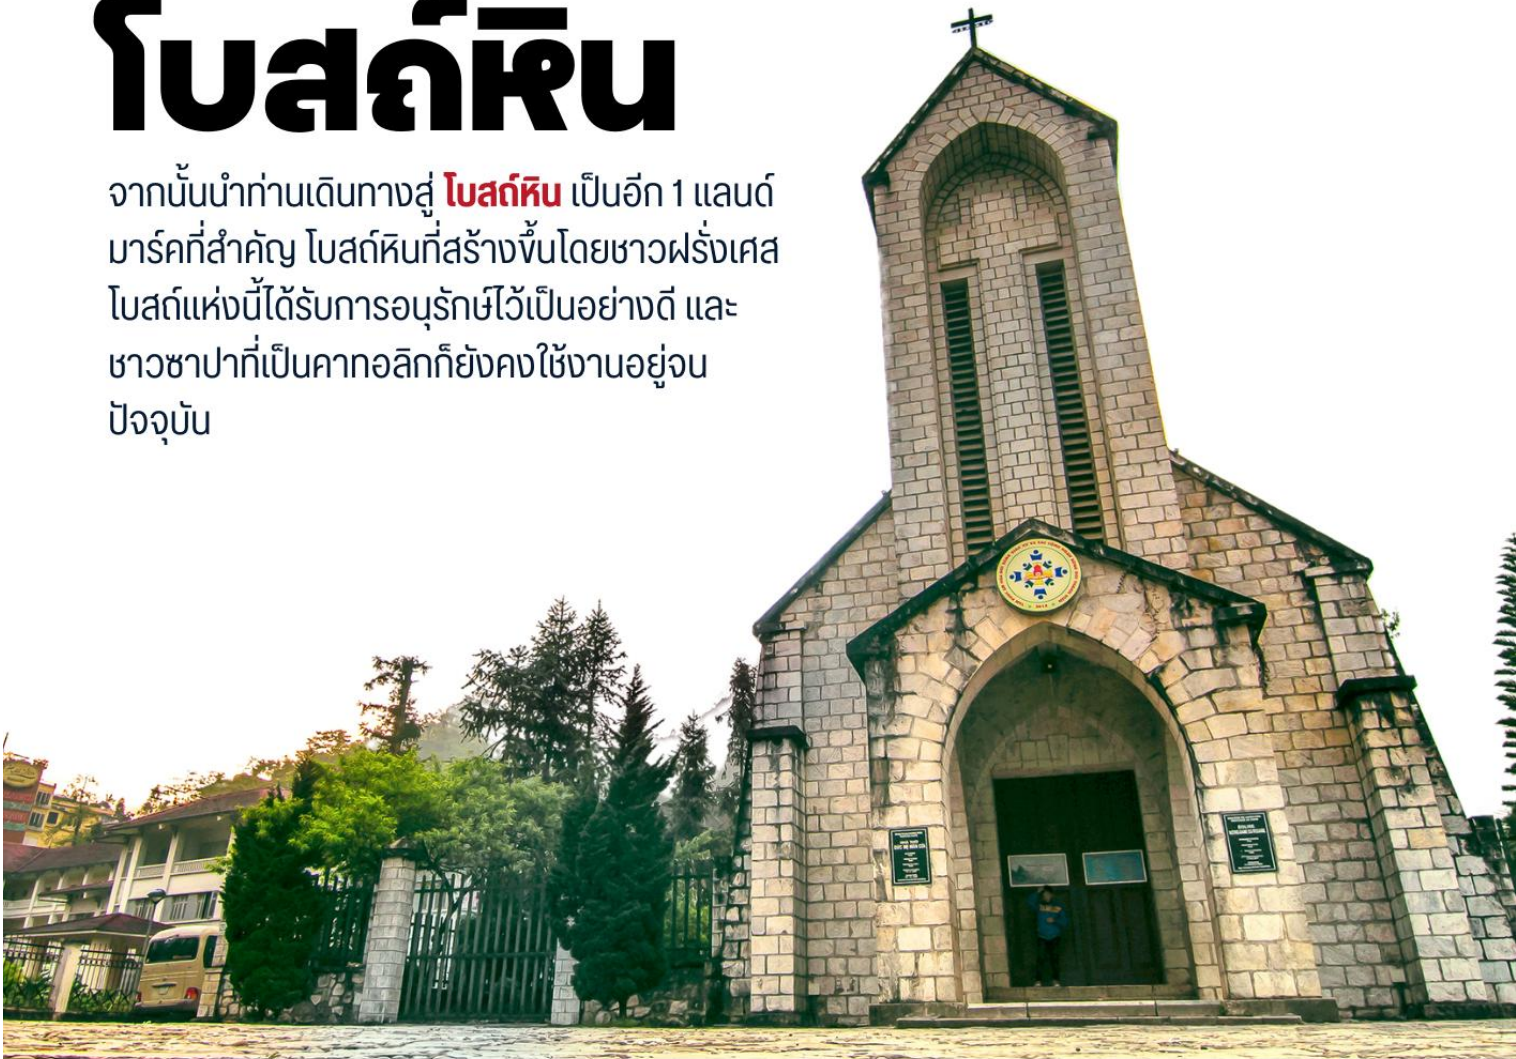 โบสถ์หิน
จากนั้นนำท่านเดินทางสู่ โบสถ์หิน เป็นอีก 1 แลนด์
มาร์คที่สำคัญ โบสถ์หินที่สร้างขึ้นโดยชาวฝรั่งเศส
โบสถ์แห่งนี้ได้รับการอนุรักษ์ไว้เป็นอย่างดี และ
ชาวซาปาที่เป็นคาทอลิกก็ยังคงใช้งานอยู่จน
ปัจจุบัน